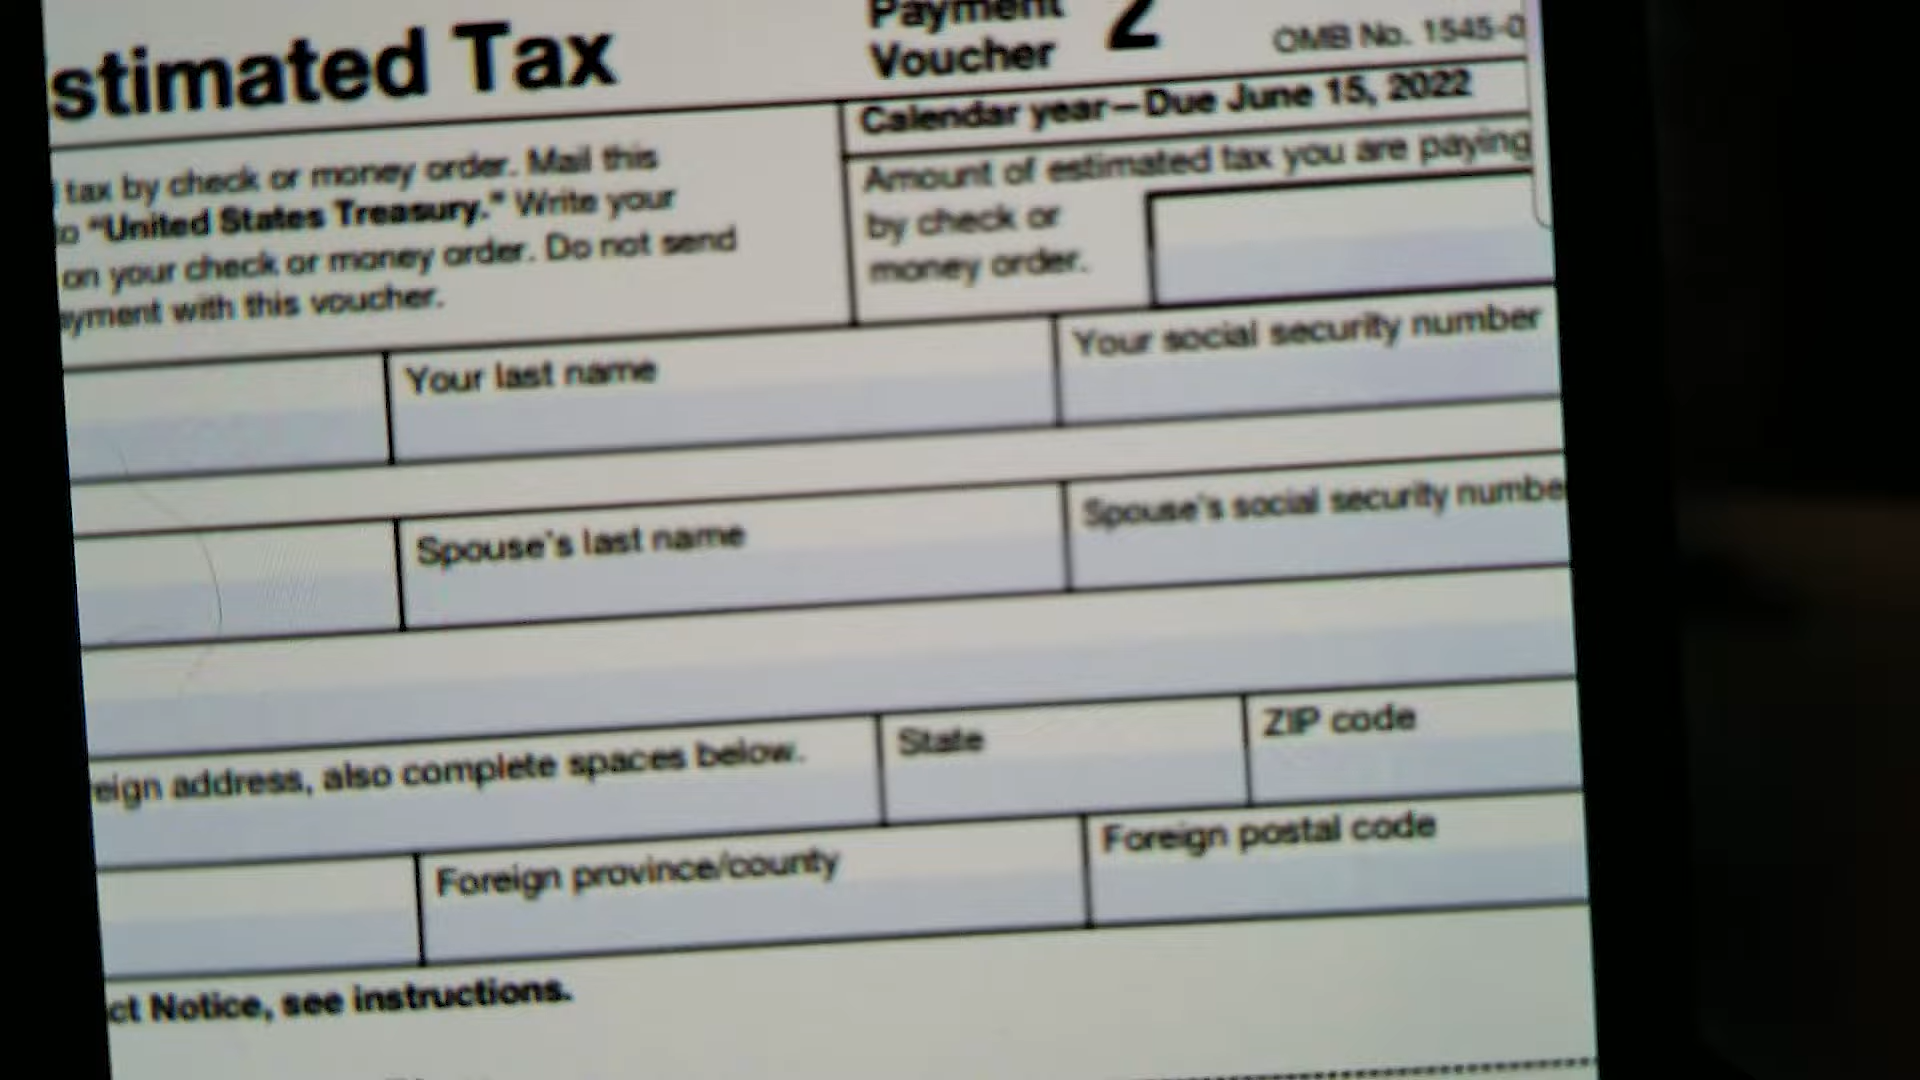 stimated Tax
Payment
Voucher 2
OMB No. 1545-0
Calendar year—Due June 15, 2022
tax by check or money order. Mail this
to "United States Treasury." Write your
on your check or money order. Do not send
yment with this voucher.
Amount of estimated tax you are paying
by check or
money order.
Your last name
Your social security number
Spouse's last name
Spouse's social security numbe
eign address, also complete spaces below.
State
ZIP code
Foreign province/county
Foreign postal code
ct Notice, see instructions.